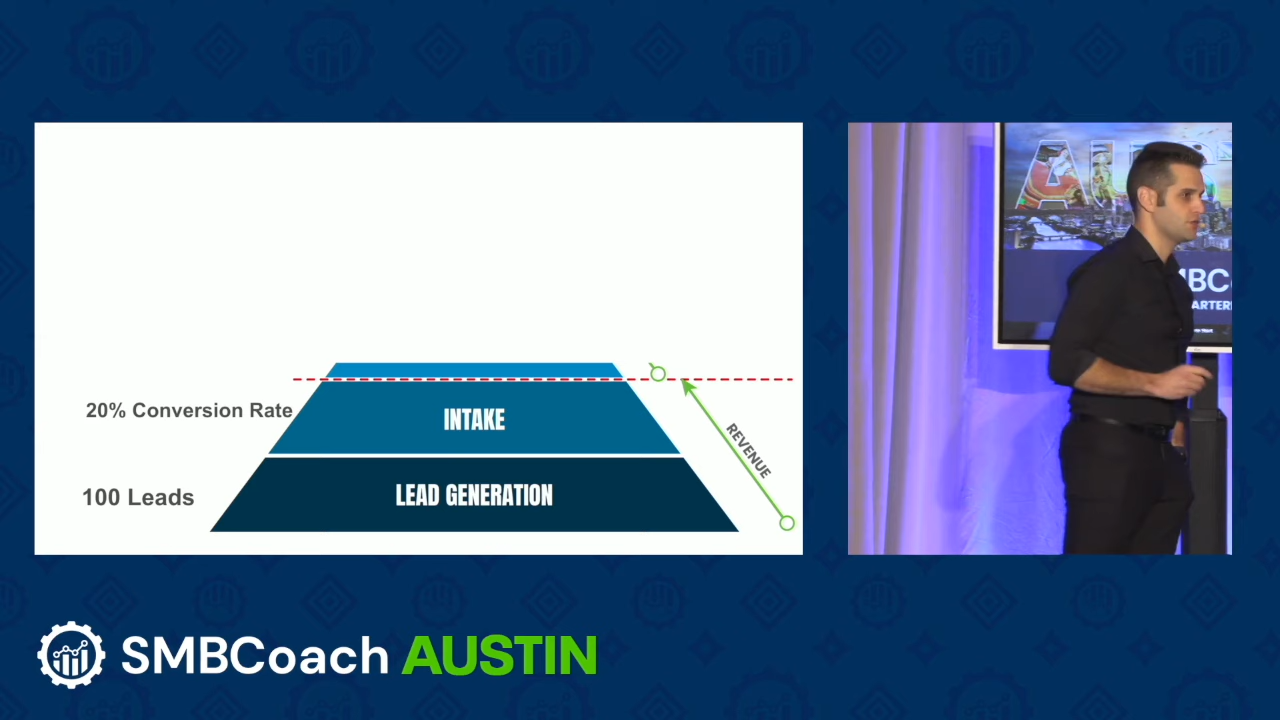 20% Conversion Rate
INTAKE
REVENUE
100 Leads
LEAD GENERATION
SMBCoach AUSTIN